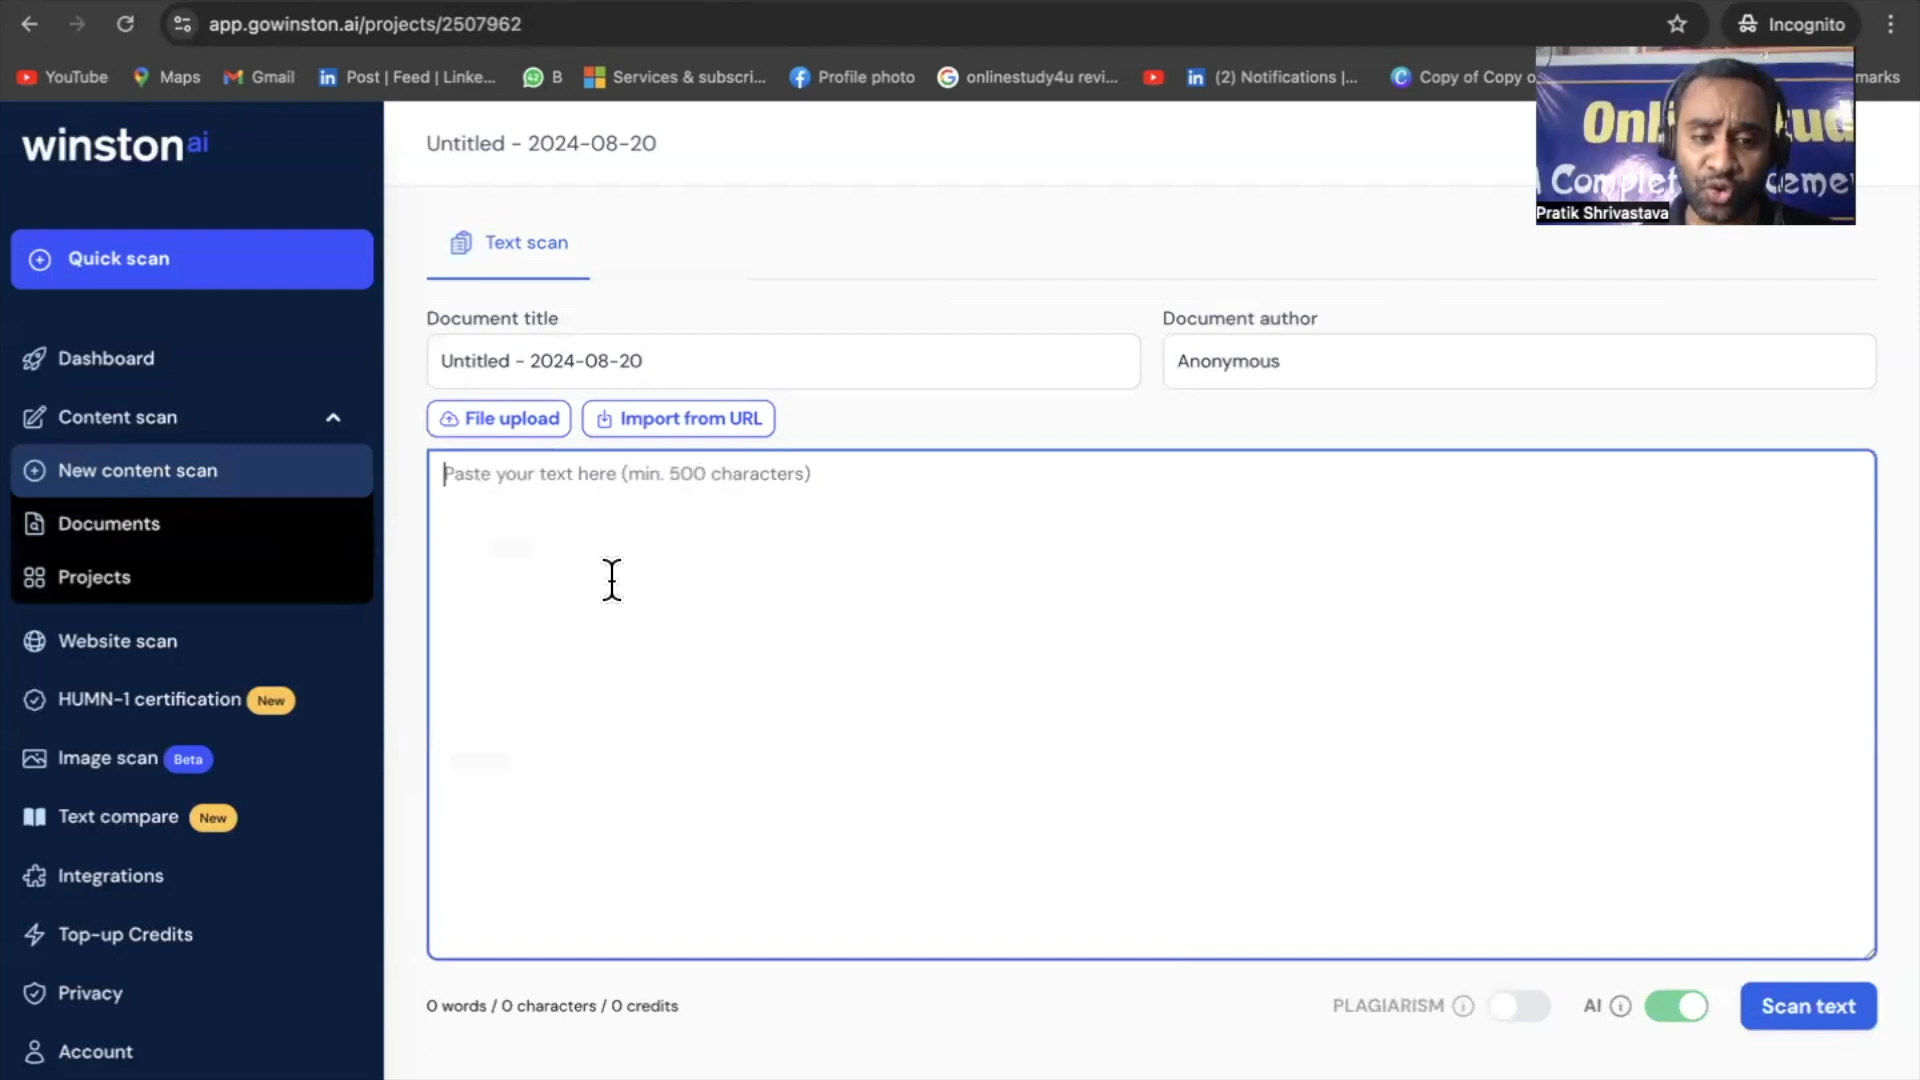 app.gowinston.ai/projects/2507962
Incognito
YouTube
Maps
Gmail
Post | Feed | Linke...
B
Services & subscri...
Profile photo
onlinestudy4u revi...
(2) Notifications |...
Copy of Copy o
marks
winston ai
Quick scan
Dashboard
Content scan
New content scan
Documents
Projects
Website scan
HUMN-1 certification New
Image scan Beta
Text compare New
Integrations
Top-up Credits
Privacy
Account
Untitled - 2024-08-20
Text scan
Document title
Document author
Untitled - 2024-08-20
Anonymous
File upload
Import from URL
Paste your text here (min. 500 characters)
0 words / 0 characters / 0 credits
PLAGIARISM
AI
Scan text
Pratik Shrivastava